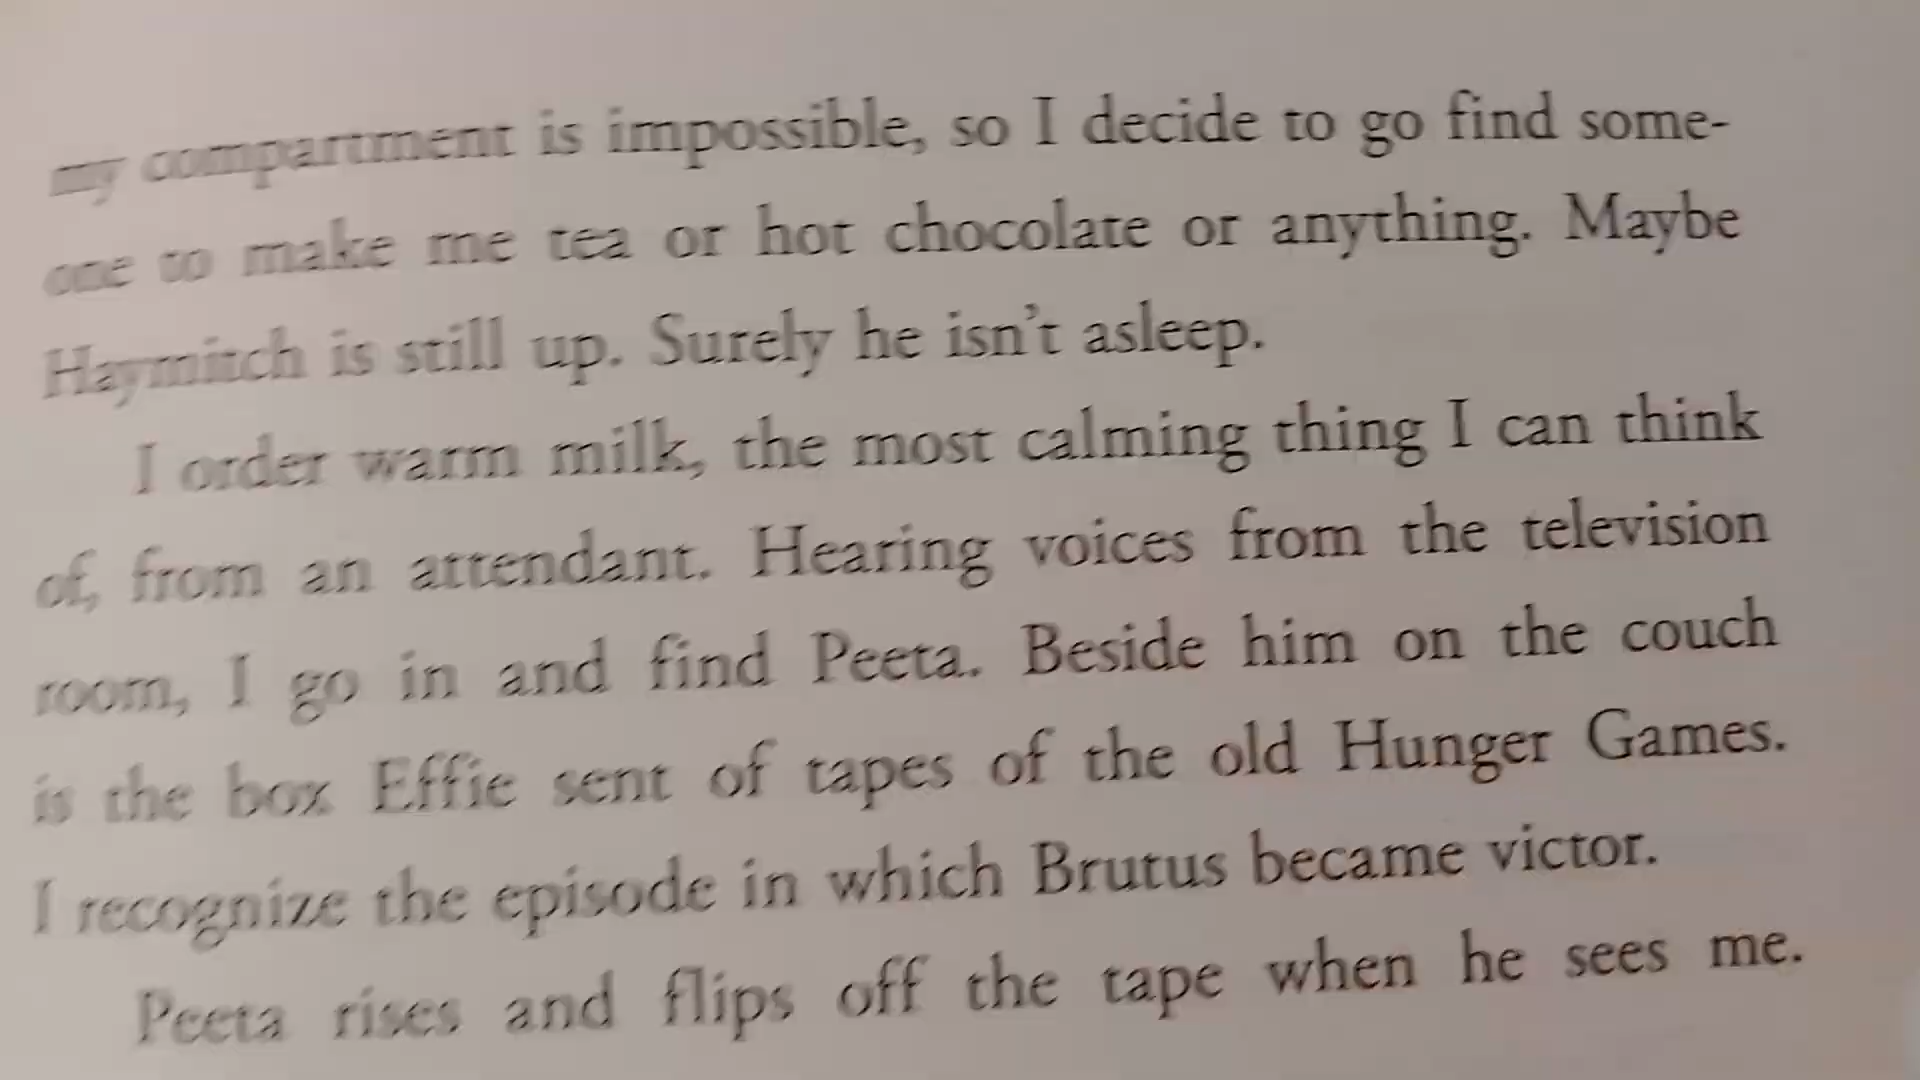 my compartment is impossible, so I decide to go find some-
one to make me tea or hot chocolate or anything. Maybe
Haymitch is still up. Surely he isn't asleep.
I order warm milk, the most calming thing I can think
of, from an attendant. Hearing voices from the television
room, I go in and find Peeta. Beside him on the couch
is the box Effie sent of tapes of the old Hunger Games.
I recognize the episode in which Brutus became victor.
Peeta rises and flips off the tape when he sees me.